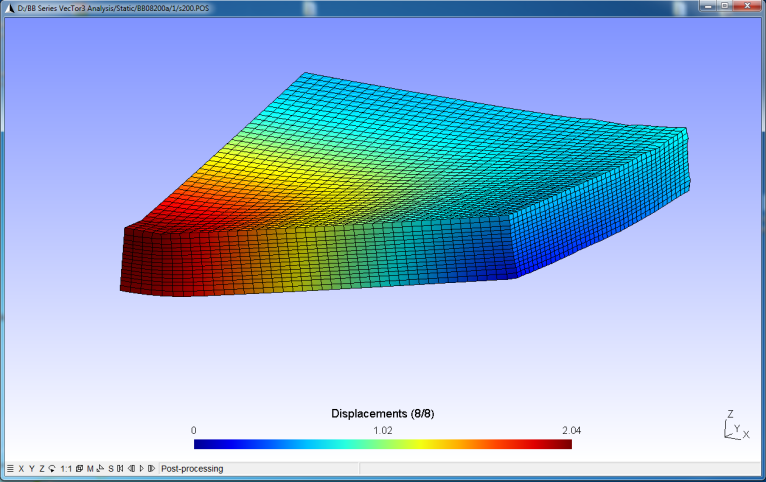 D:/BB Series VecTor3 Analysis/Static/BB08200a/1/s200.POS
Displacements (8/8)
0 1.02 2.04
Z
Y
X
X Y Z 1:1 M S Post-processing